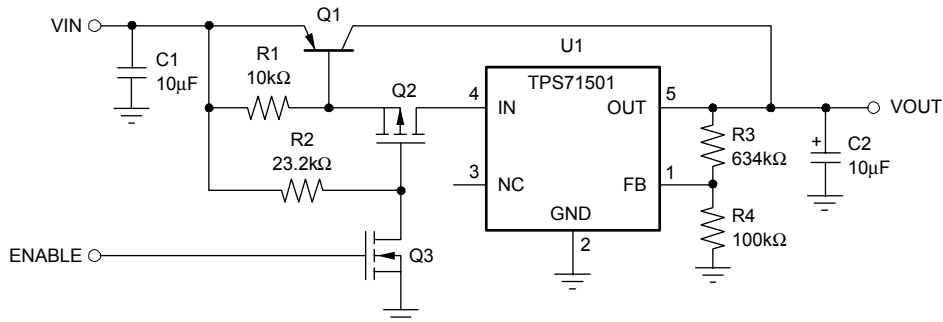 VIN
Q1
C1
10μF
R1
10kΩ
Q2
R2
23.2kΩ
ENABLE
Q3
U1
TPS71501
4
IN
OUT
5
3
NC
FB
1
GND
2
R3
634kΩ
R4
100kΩ
VOUT
+
C2
10μF